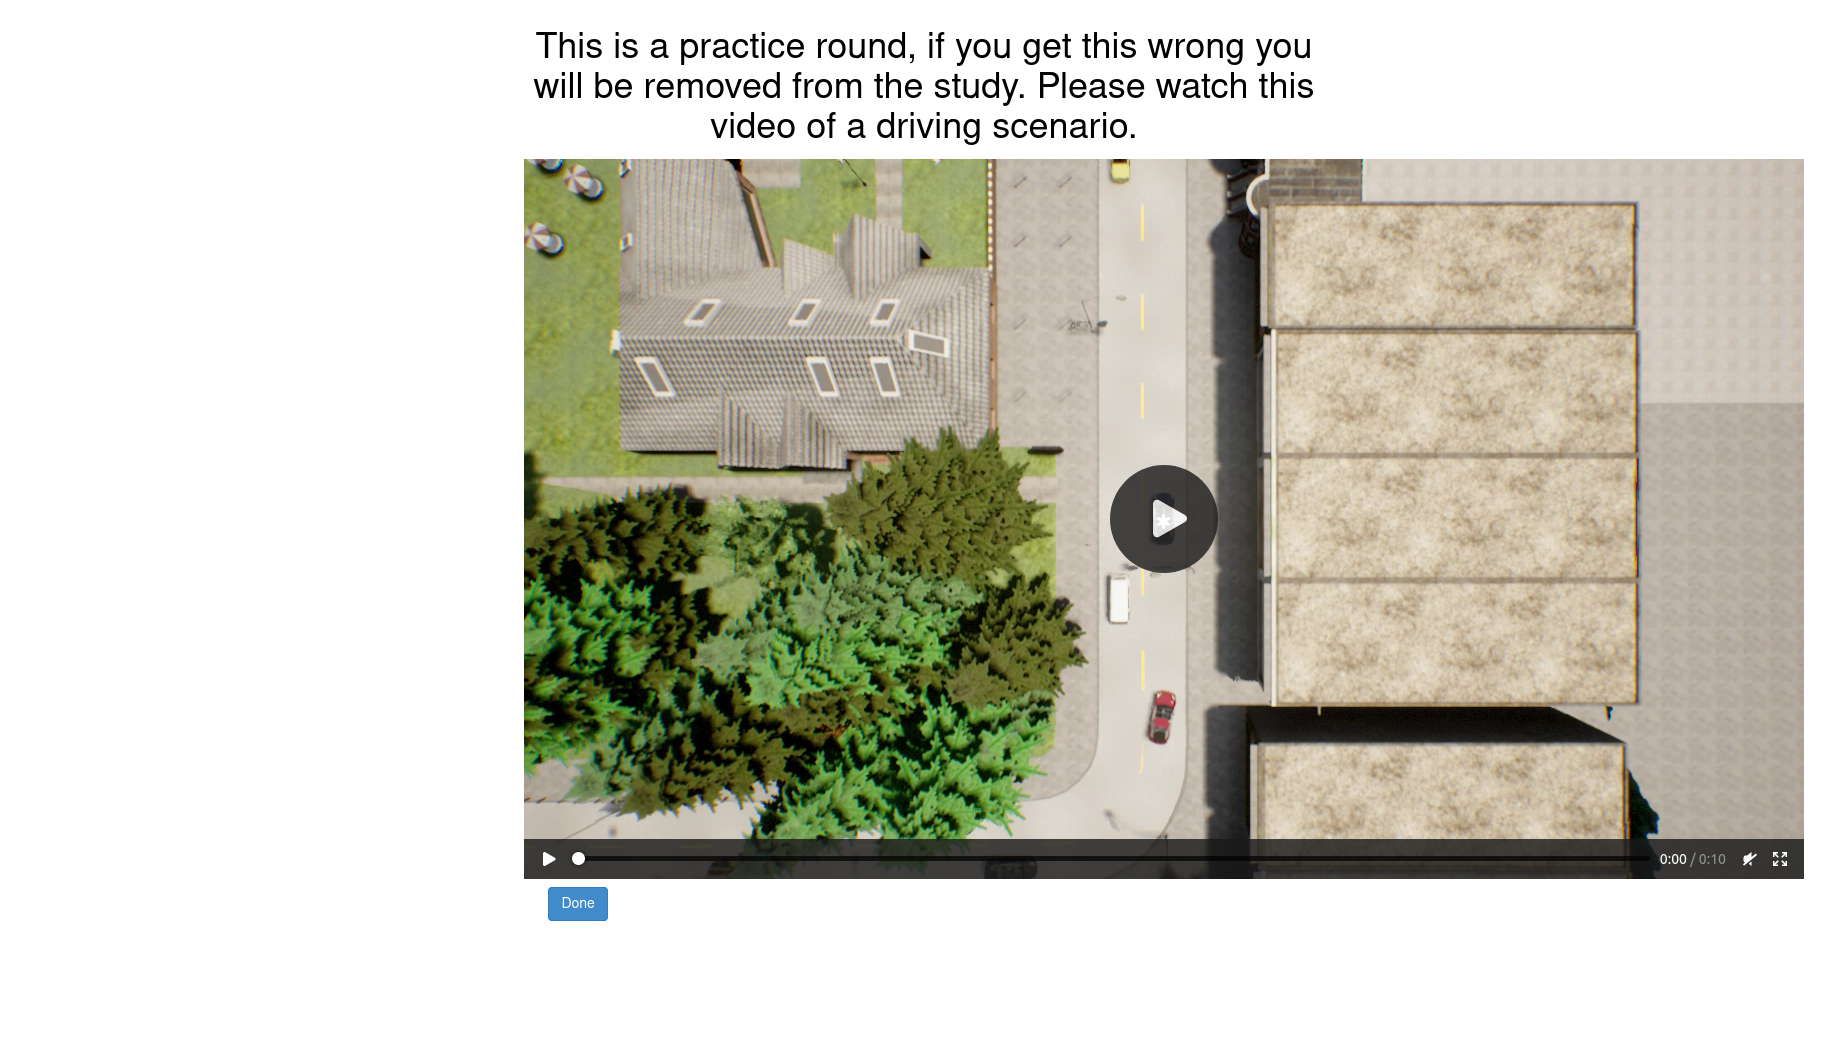 This is a practice round, if you get this wrong you
will be removed from the study. Please watch this
video of a driving scenario.
0:00 / 0:10
Done